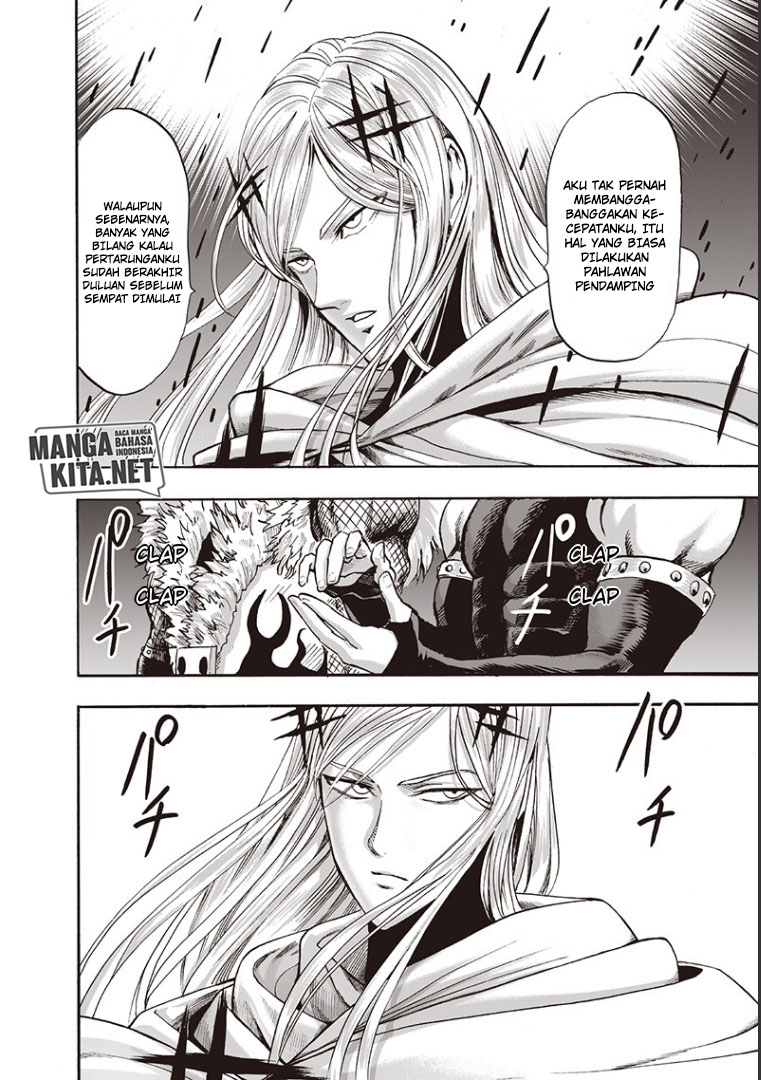 AKU TAK PERNAH
MEMBANGGA-
BANGGAKAN KE-
CEPATANKU, ITU
HAL YANG BIASA
DILAKUKAN
PAHLAWAN
PENDAMPING
WALAUPUN
SEBENARNYA,
BANYAK YANG
BILANG KALAU
PERTARUNGANKU
SUDAH BERAKHIR
DULUAN SEBELUM
SEMPAT DIMULAI
MANGA
KITA.NET
BACA MANGA
BAHASA
INDONESIA
パチ
CLAP
CLAP
パチ
CLAP
CLAP
パチ
パチ